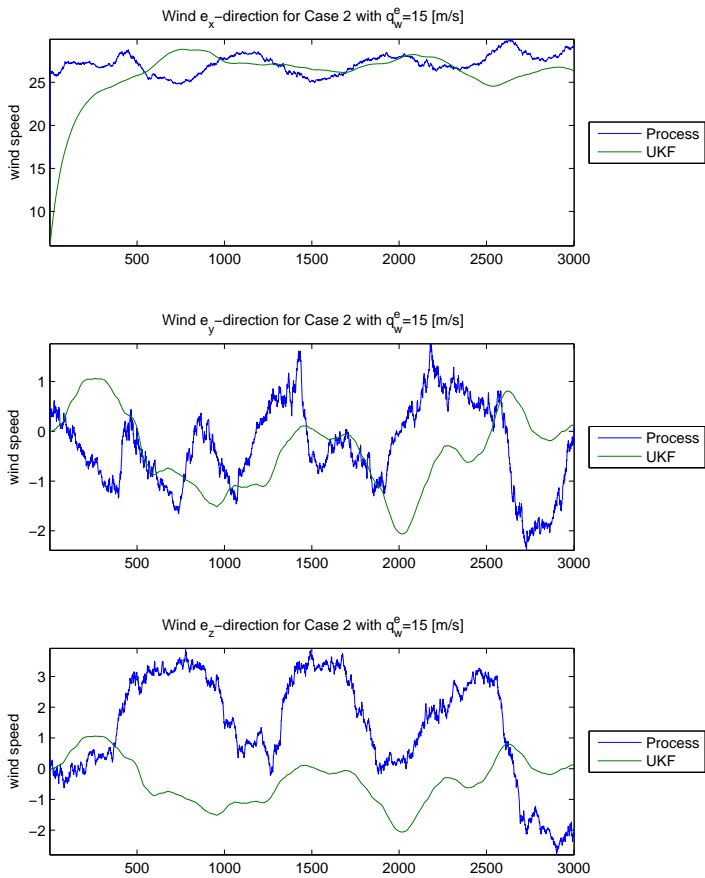 Wind e_x−direction for Case 2 with q_w^e=15 [m/s]
25
20
15
10
wind speed
500 1000 1500 2000 2500 3000
Process
UKF
Wind e_y−direction for Case 2 with q_w^e=15 [m/s]
1
0
−1
−2
wind speed
500 1000 1500 2000 2500 3000
Process
UKF
Wind e_z−direction for Case 2 with q_w^e=15 [m/s]
3
2
1
0
−1
−2
wind speed
500 1000 1500 2000 2500 3000
Process
UKF